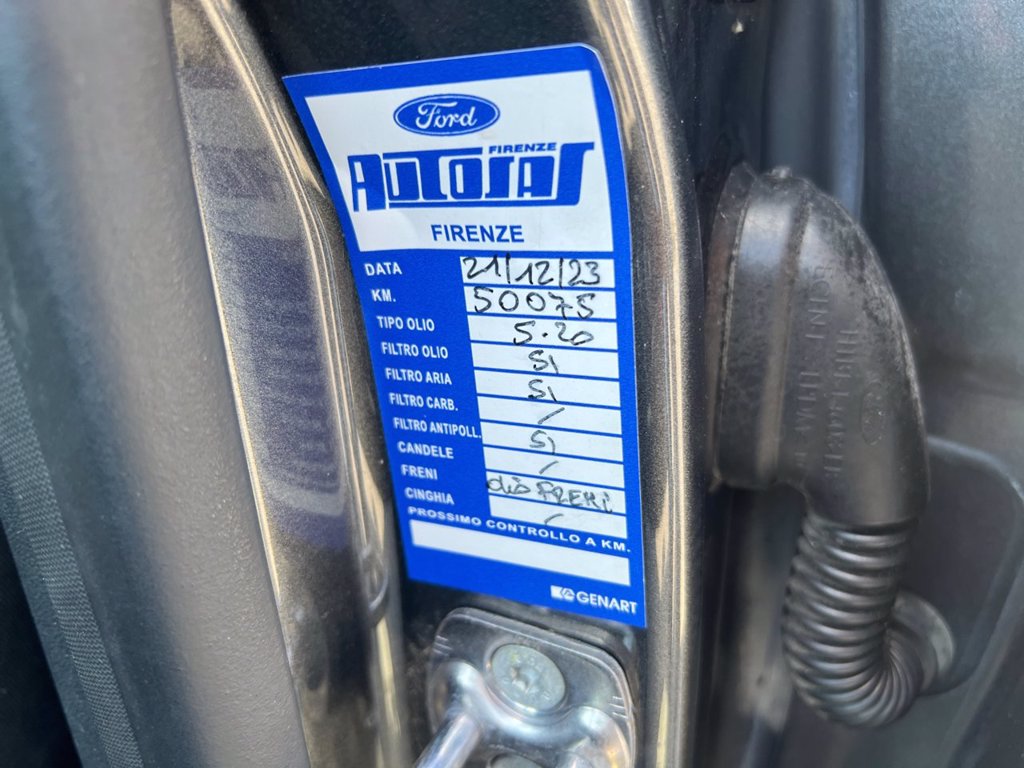 Ford
FIRENZE
AUTOSAS
FIRENZE
DATA 21/12/23
KM. 50075
TIPO OLIO 5.20
FILTRO OLIO Si
FILTRO ARIA Si
FILTRO CARB. /
FILTRO ANTIPOLL. Si
CANDELE /
FRENI olio FRENI
CINGHIA /
PROSSIMO CONTROLLO A KM.
GENART